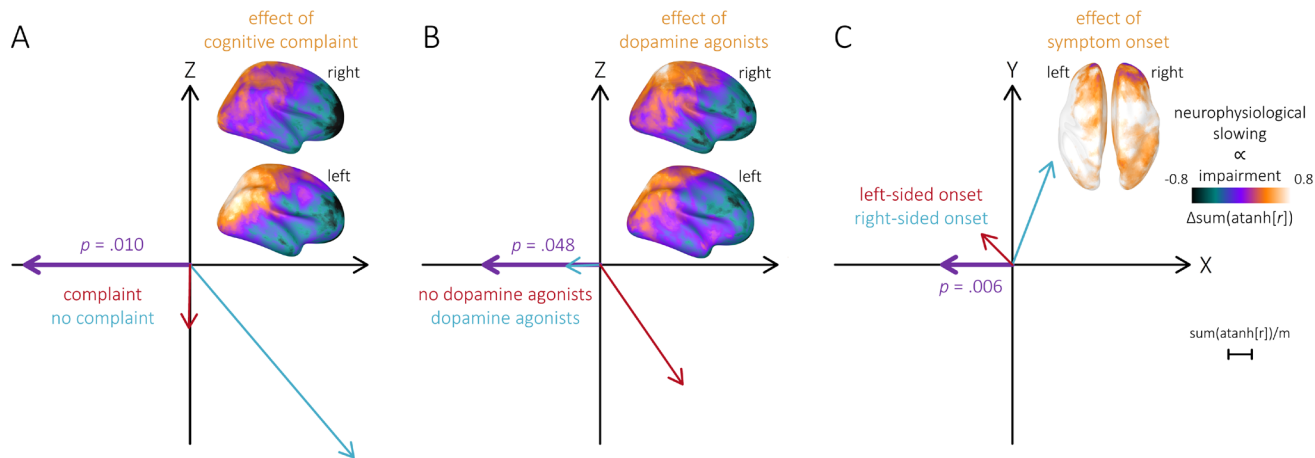 A
effect of
cognitive complaint
Z
right
left
p = .010
complaint
no complaint
B
effect of
dopamine agonists
Z
right
left
p = .048
no dopamine agonists
dopamine agonists
C
effect of
symptom onset
Y
left
right
neurophysiological
slowing
∝
impairment
-0.8
0.8
Δsum(atanh[r])
left-sided onset
right-sided onset
X
p = .006
sum(atanh[r])/m